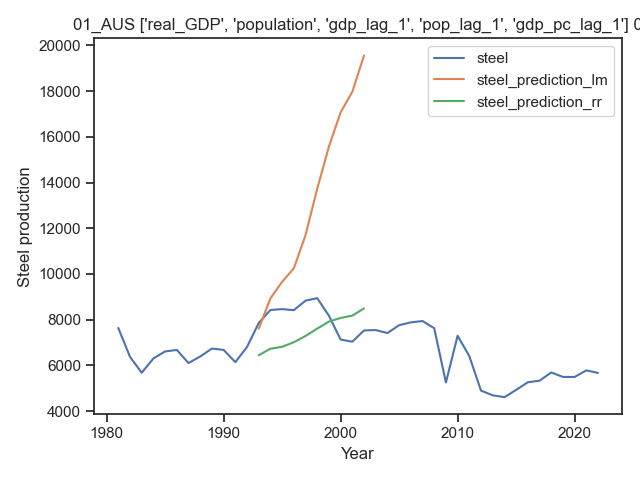 01_AUS ['real_GDP', 'population', 'gdp_lag_1', 'pop_lag_1', 'gdp_pc_lag_1'] 0
20000
18000
16000
14000
12000
10000
8000
6000
4000
Steel production
steel
steel_prediction_lm
steel_prediction_rr
1980
1990
2000
2010
2020
Year